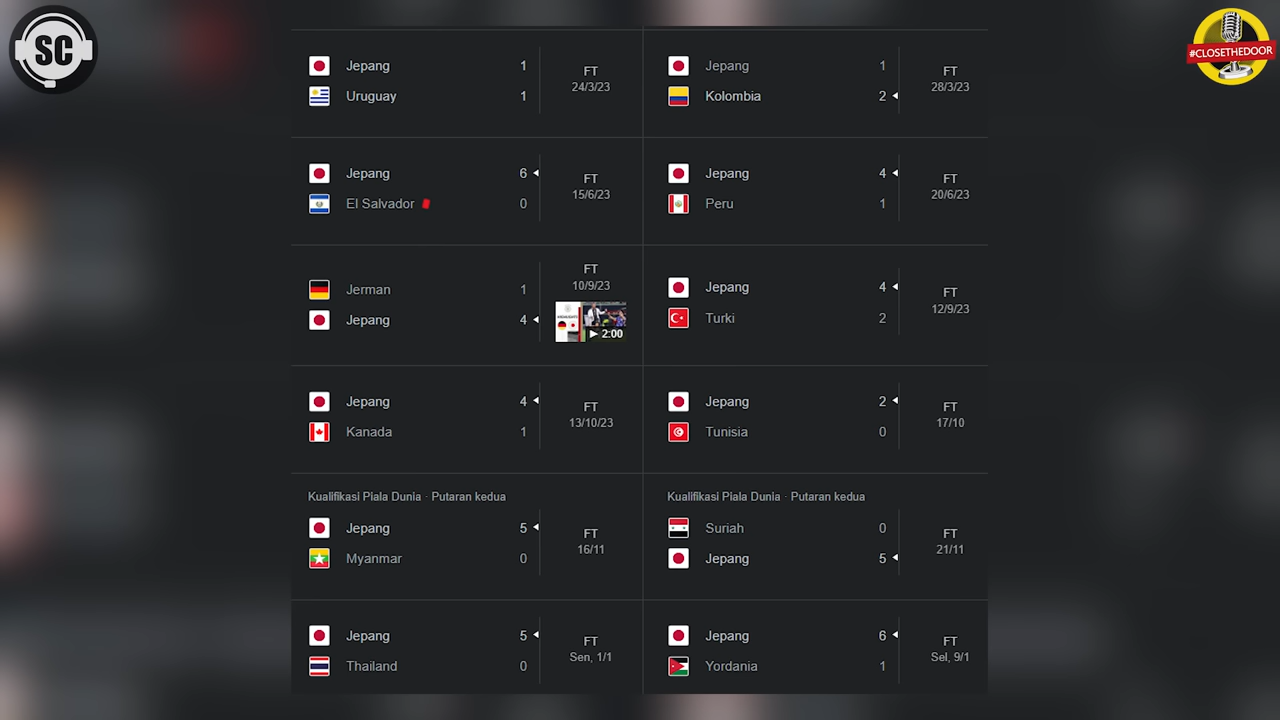 SC
#CLOSETHEDOOR
Jepang 1
Uruguay 1
FT
24/3/23
Jepang 1
Kolombia 2
FT
28/3/23
Jepang 6
El Salvador 0
FT
15/6/23
Jepang 4
Peru 1
FT
20/6/23
Jerman 1
Jepang 4
FT
10/9/23
2:00
Jepang 4
Turki 2
FT
12/9/23
Jepang 4
Kanada 1
FT
13/10/23
Jepang 2
Tunisia 0
FT
17/10
Kualifikasi Piala Dunia · Putaran kedua
Jepang 5
Myanmar 0
FT
16/11
Kualifikasi Piala Dunia · Putaran kedua
Suriah 0
Jepang 5
FT
21/11
Jepang 5
Thailand 0
FT
Sen, 1/1
Jepang 6
Yordania 1
FT
Sel, 9/1